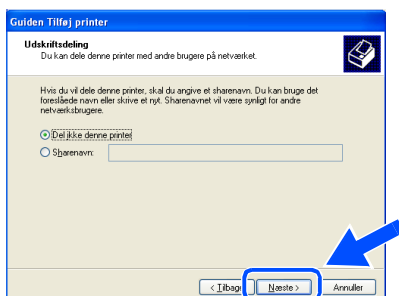 Guiden Tilføj printer
Udskriftsdeling
Du kan dele denne printer med andre brugere på netværket.
Hvis du vil dele denne printer, skal du angive et sharenavn. Du kan bruge det
foreslåede navn eller skrive et nyt. Sharenavnet vil være synligt for andre
netværksbrugere.
Del ikke denne printer
Sharenavn:
< Tilbage Næste > Annuller